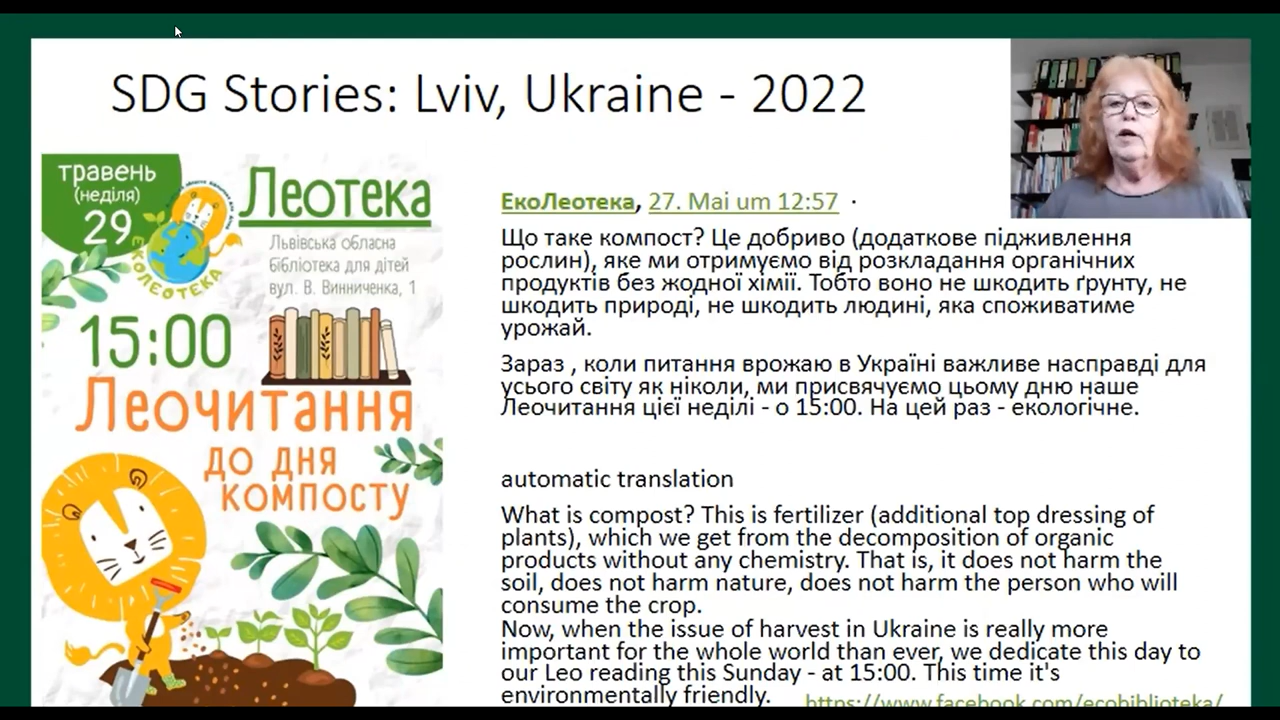 SDG Stories: Lviv, Ukraine - 2022
травень
(неділя)
29
ЕКОЛЕОТЕКА
Леотека
Львівська обласна
бібліотека для дітей
вул. В. Винниченка, 1
15:00
Леочитання
до дня
компосту
ЕкоЛеотека, 27. Mai um 12:57 ·
Що таке компост? Це добриво (додаткове підживлення
рослин), яке ми отримуємо від розкладання органічних
продуктів без жодної хімії. Тобто воно не шкодить ґрунту, не
шкодить природі, не шкодить людині, яка споживатиме
урожай.
Зараз , коли питання врожаю в Україні важливе насправді для
усього світу як ніколи, ми присвячуємо цьому дню наше
Леочитання цієї неділі - о 15:00. На цей раз - екологічне.
automatic translation
What is compost? This is fertilizer (additional top dressing of
plants), which we get from the decomposition of organic
products without any chemistry. That is, it does not harm the
soil, does not harm nature, does not harm the person who will
consume the crop.
Now, when the issue of harvest in Ukraine is really more
important for the whole world than ever, we dedicate this day to
our Leo reading this Sunday - at 15:00. This time it's
environmentally friendly.
https://www.facebook.com/ecobiblioteka/